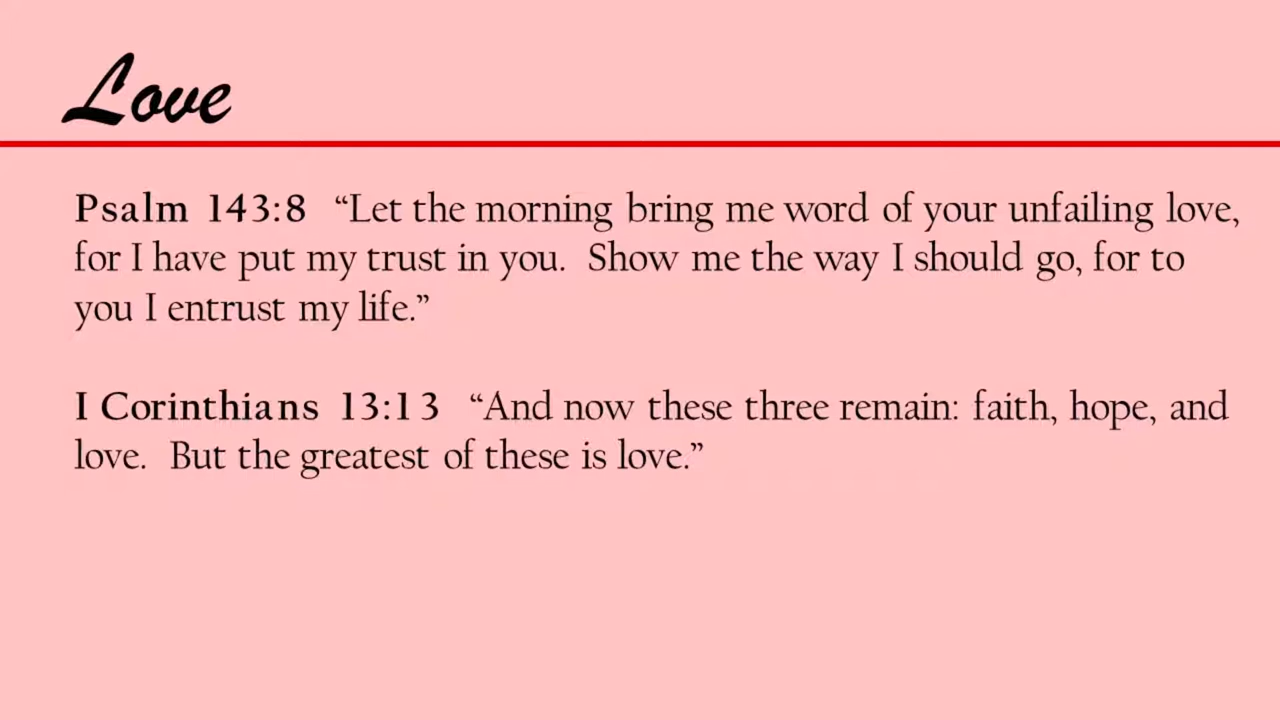 Love
Psalm 143:8 “Let the morning bring me word of your unfailing love,
for I have put my trust in you. Show me the way I should go, for to
you I entrust my life.”
I Corinthians 13:13 “And now these three remain: faith, hope, and
love. But the greatest of these is love.”